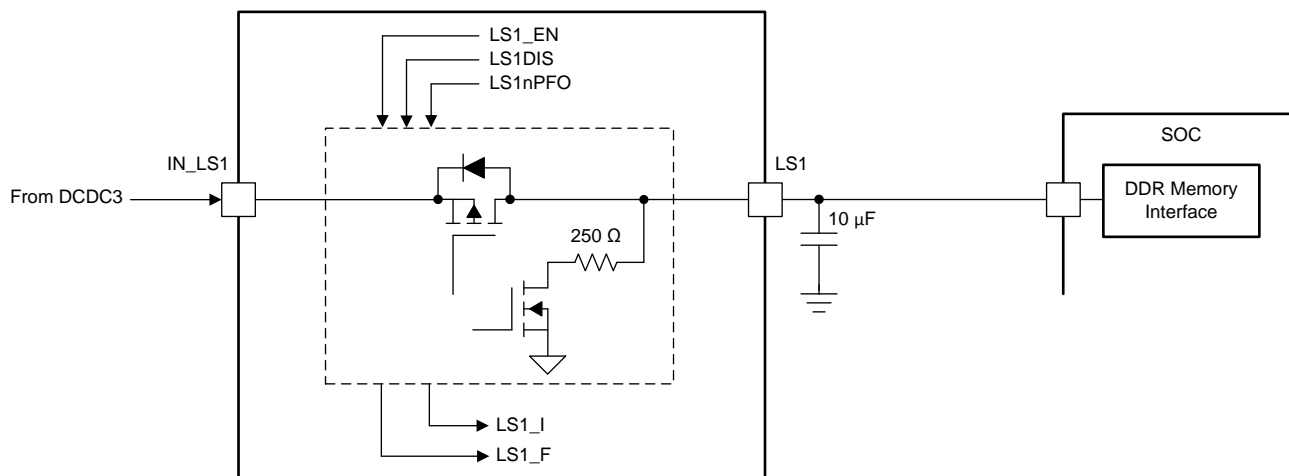 LS1_EN
LS1DIS
LS1nPFO
IN_LS1
LS1
SOC
From DCDC3
DDR Memory
Interface
10 µF
250 Ω
LS1_I
LS1_F